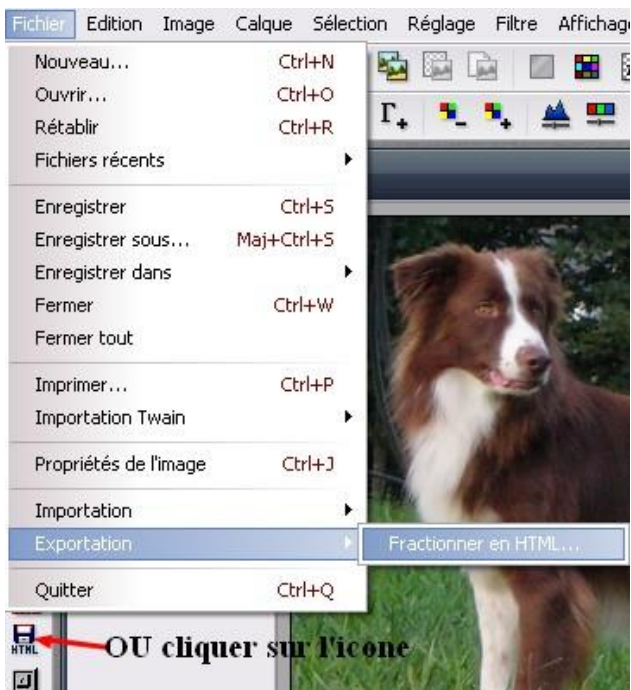 Fichier Edition Image Calque Sélection Réglage Filtre Affichage
Nouveau... Ctrl+N
Ouvrir... Ctrl+O
Rétablir Ctrl+R
Fichiers récents
Enregistrer Ctrl+S
Enregistrer sous... Maj+Ctrl+S
Enregistrer dans
Fermer Ctrl+W
Fermer tout
Imprimer... Ctrl+P
Importation Twain
Propriétés de l'image Ctrl+J
Importation
Exportation Fractionner en HTML...
Quitter Ctrl+Q
HTML OU cliquer sur l'icone